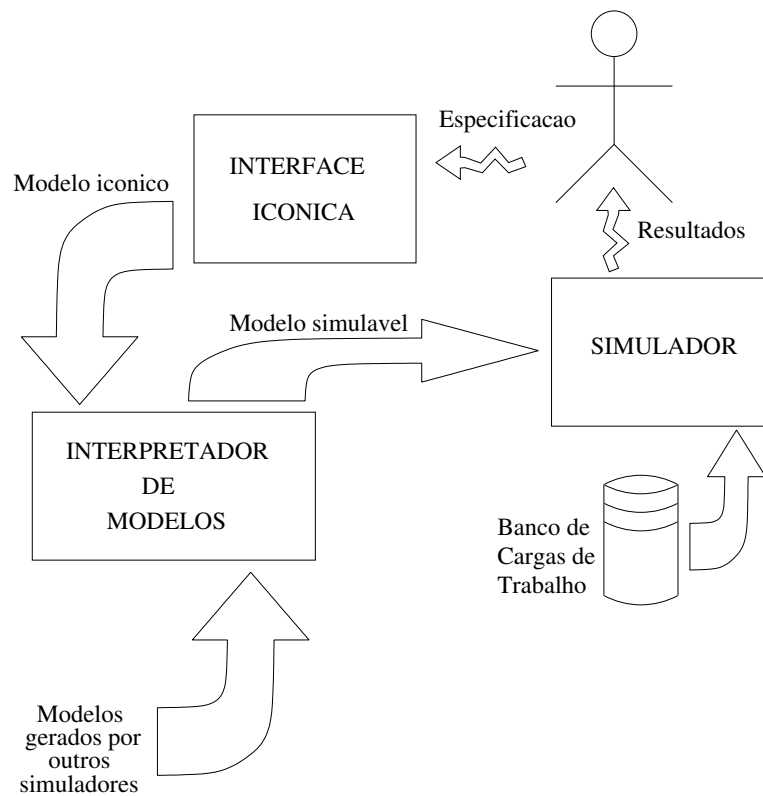 Especificacao
INTERFACE
ICONICA
Modelo iconico
Resultados
Modelo simulável
SIMULADOR
INTERPRETADOR
DE
MODELOS
Banco de
Cargas de
Trabalho
Modelos
gerados por
outros
simuladores